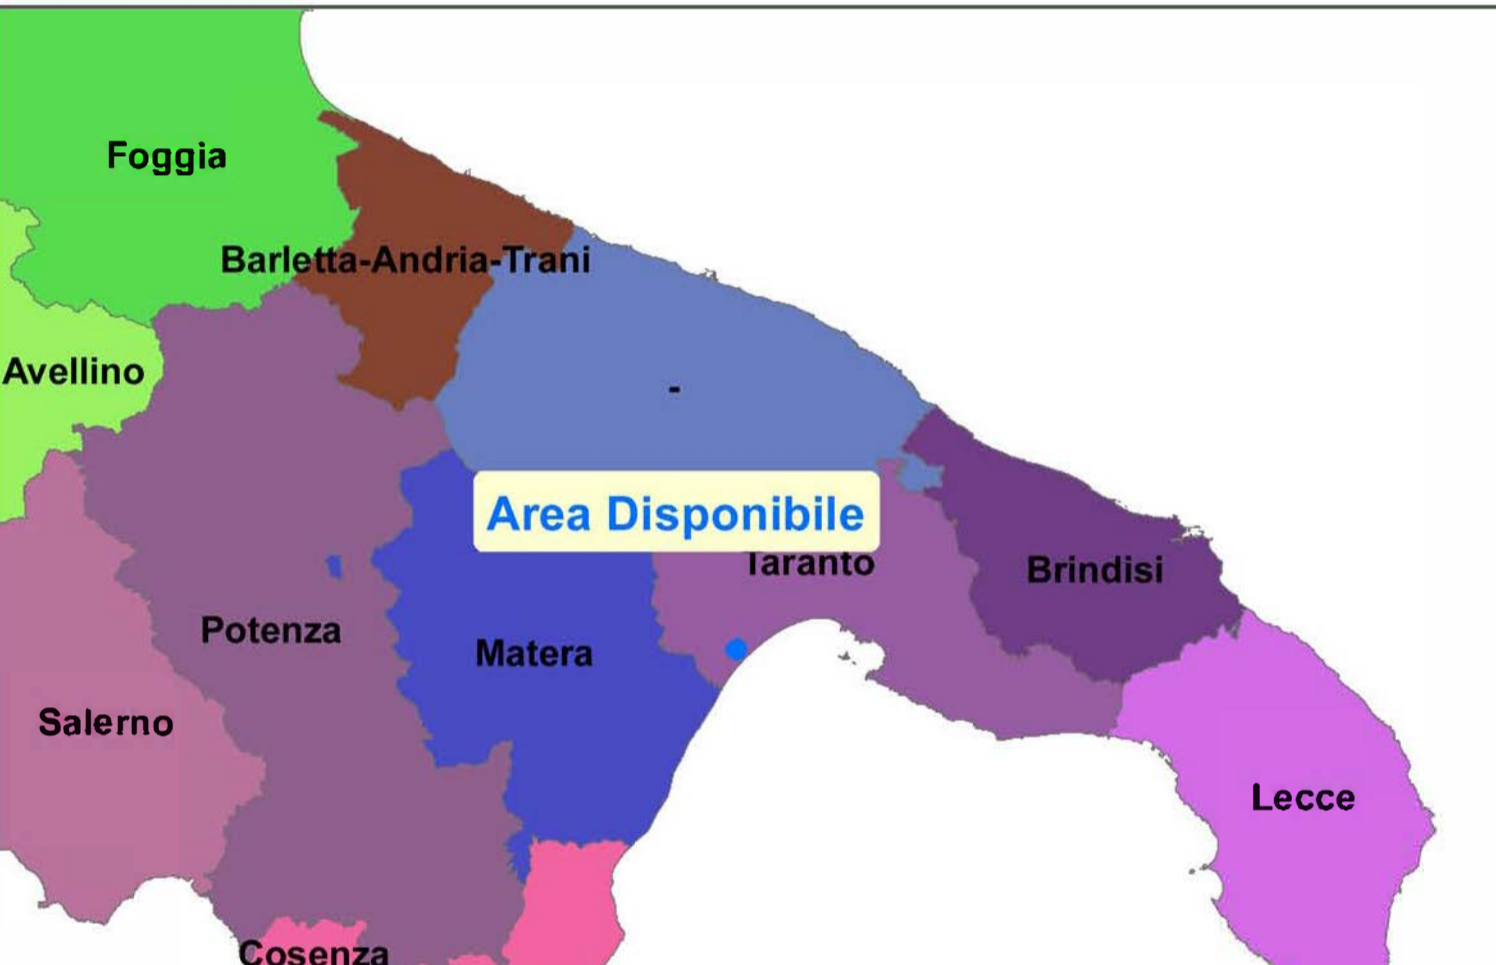 Foggia
Barletta-Andria-Trani
Avellino
-
Area Disponibile
Taranto
Brindisi
Potenza
Matera
Salerno
Lecce
Cosenza